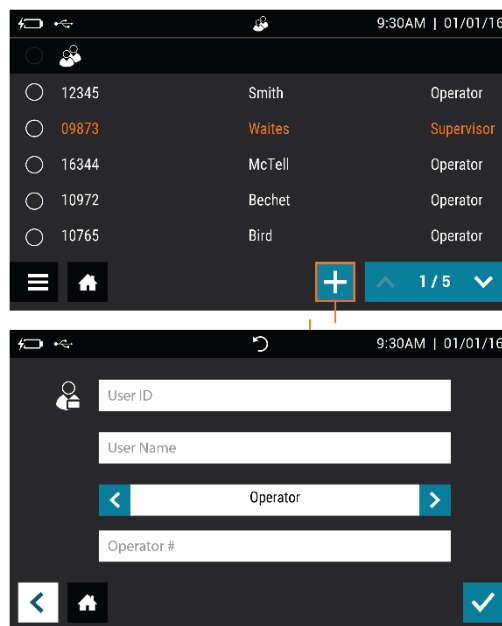 9:30AM | 01/01/16
12345 Smith Operator
09873 Waites Supervisor
16344 McTell Operator
10972 Bechet Operator
10765 Bird Operator
1 / 5
9:30AM | 01/01/16
User ID
User Name
Operator
Operator #